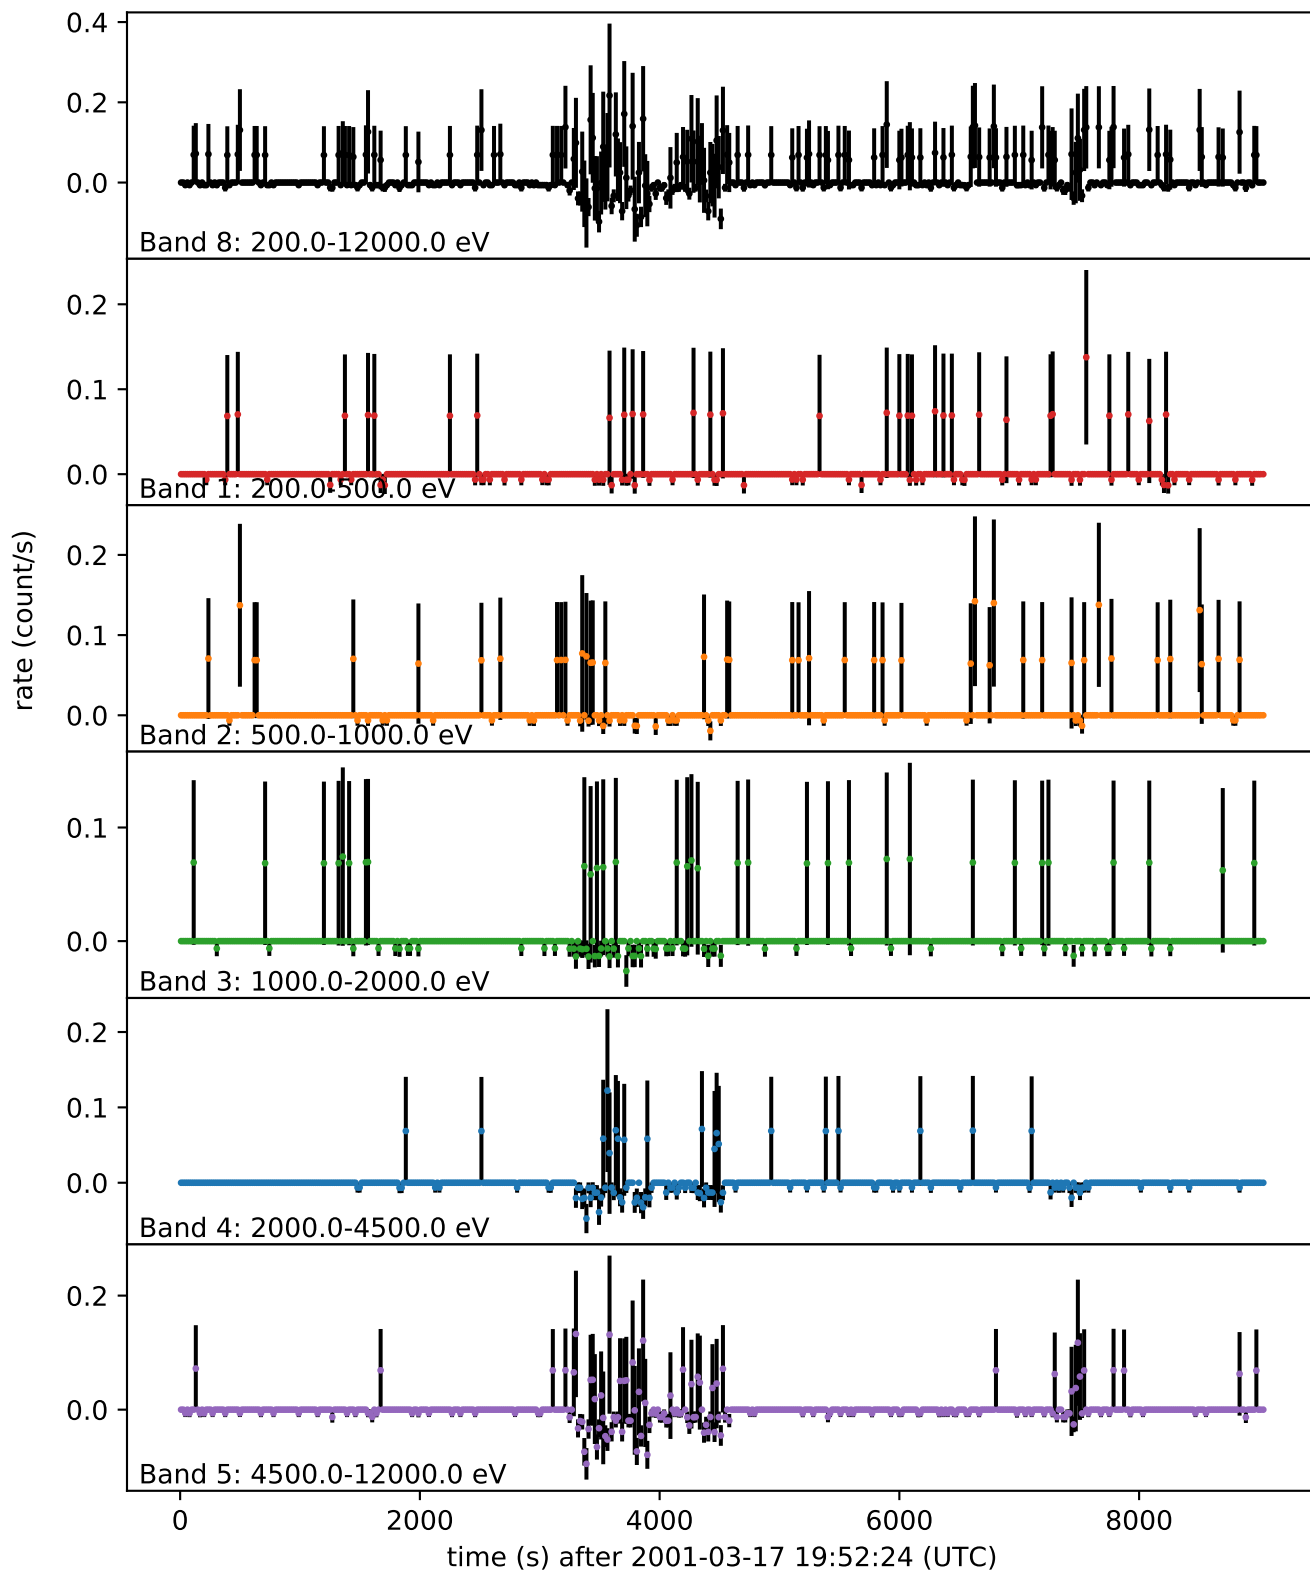 0.4
0.2
0.0
Band 8: 200.0-12000.0 eV
0.2
0.1
0.0
Band 1: 200.0-500.0 eV
rate (count/s)
0.2
0.1
0.0
Band 2: 500.0-1000.0 eV
0.1
0.0
Band 3: 1000.0-2000.0 eV
0.2
0.1
0.0
Band 4: 2000.0-4500.0 eV
0.2
0.0
Band 5: 4500.0-12000.0 eV
0 2000 4000 6000 8000
time (s) after 2001-03-17 19:52:24 (UTC)